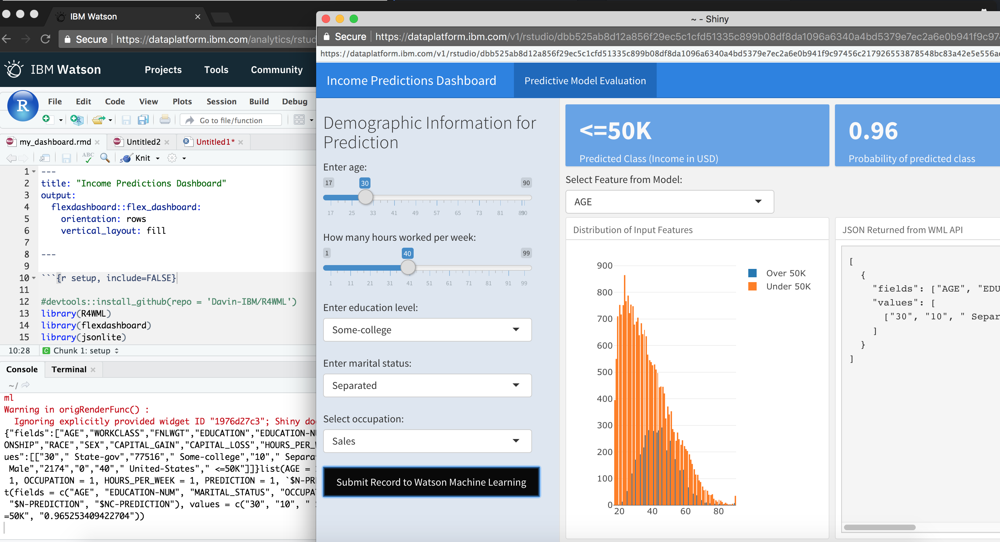 IBM Watson
Secure
https://dataplatform.ibm.com/analytics/rstud
IBM Watson
Projects
Tools
Community
File
Edit
Code
View
Plots
Session
Build
Debug
Go to file/function
my_dashboard.rmd
Untitled2
Untitled1*
ABC
Knit
1 ---
2 title: "Income Predictions Dashboard"
3 output:
4 flexdashboard::flex_dashboard:
5 orientation: rows
6 vertical_layout: fill
7
8 ---
9
10 ```{r setup, include=FALSE}
11
12 #devtools::install_github(repo = 'Davin-IBM/R4WML')
13 library(R4WML)
14 library(flexdashboard)
15 library(jsonlite)
10:28
C
Chunk 1: setup
Console
Terminal
~/
ml
Warning in origRenderFunc() :
Ignoring explicitly provided widget ID "1976d27c3"; Shiny
{"fields":["AGE","WORKCLASS","FNLWGT","EDUCATION","EDUCATION-
ONSHIP","RACE","SEX","CAPITAL_GAIN","CAPITAL_LOSS","HOURS_PER_
ues":[["30"," State-gov","77516"," Some-college","10"," Separa
Male","2174","0","40"," United-States"," <=50K"]]}list(AGE =
1, OCCUPATION = 1, HOURS_PER_WEEK = 1, PREDICTION = 1, `$N-PR
t(fields = c("AGE", "EDUCATION-NUM", "MARITAL_STATUS", "OCCUPA
"$N-PREDICTION", "$NC-PREDICTION"), values = c("30", "10", "
=50K", "0.965253409422704"))
~ - Shiny
Secure
https://dataplatform.ibm.com/v1/rstudio/dbb525ab8d12a856f29ec5c1cfd51335c899b08df8da1096a6340a4bd5379e7ec2a6e0b941f9c974
https://dataplatform.ibm.com/v1/rstudio/dbb525ab8d12a856f29ec5c1cfd51335c899b08df8da1096a6340a4bd5379e7ec2a6e0b941f9c97456c217926553878548bc83a42e5e556a
Income Predictions Dashboard
Predictive Model Evaluation
Demographic Information for
Prediction
Enter age:
17 30 90
17 25 33 41 49 57 65 73 81 89 90
How many hours worked per week:
1 40 99
1 11 21 31 41 51 61 71 81 91 99
Enter education level:
Some-college
Enter marital status:
Separated
Select occupation:
Sales
Submit Record to Watson Machine Learning
<=50K
Predicted Class (Income in USD)
0.96
Probability of predicted class
Select Feature from Model:
AGE
Distribution of Input Features
900
800
700
600
500
400
300
200
100
0
20 40 60 80
Over 50K
Under 50K
JSON Returned from WML API
[
{
"fields": ["AGE", "EDU
"values": [
["30", "10", " Separ
]
}
]